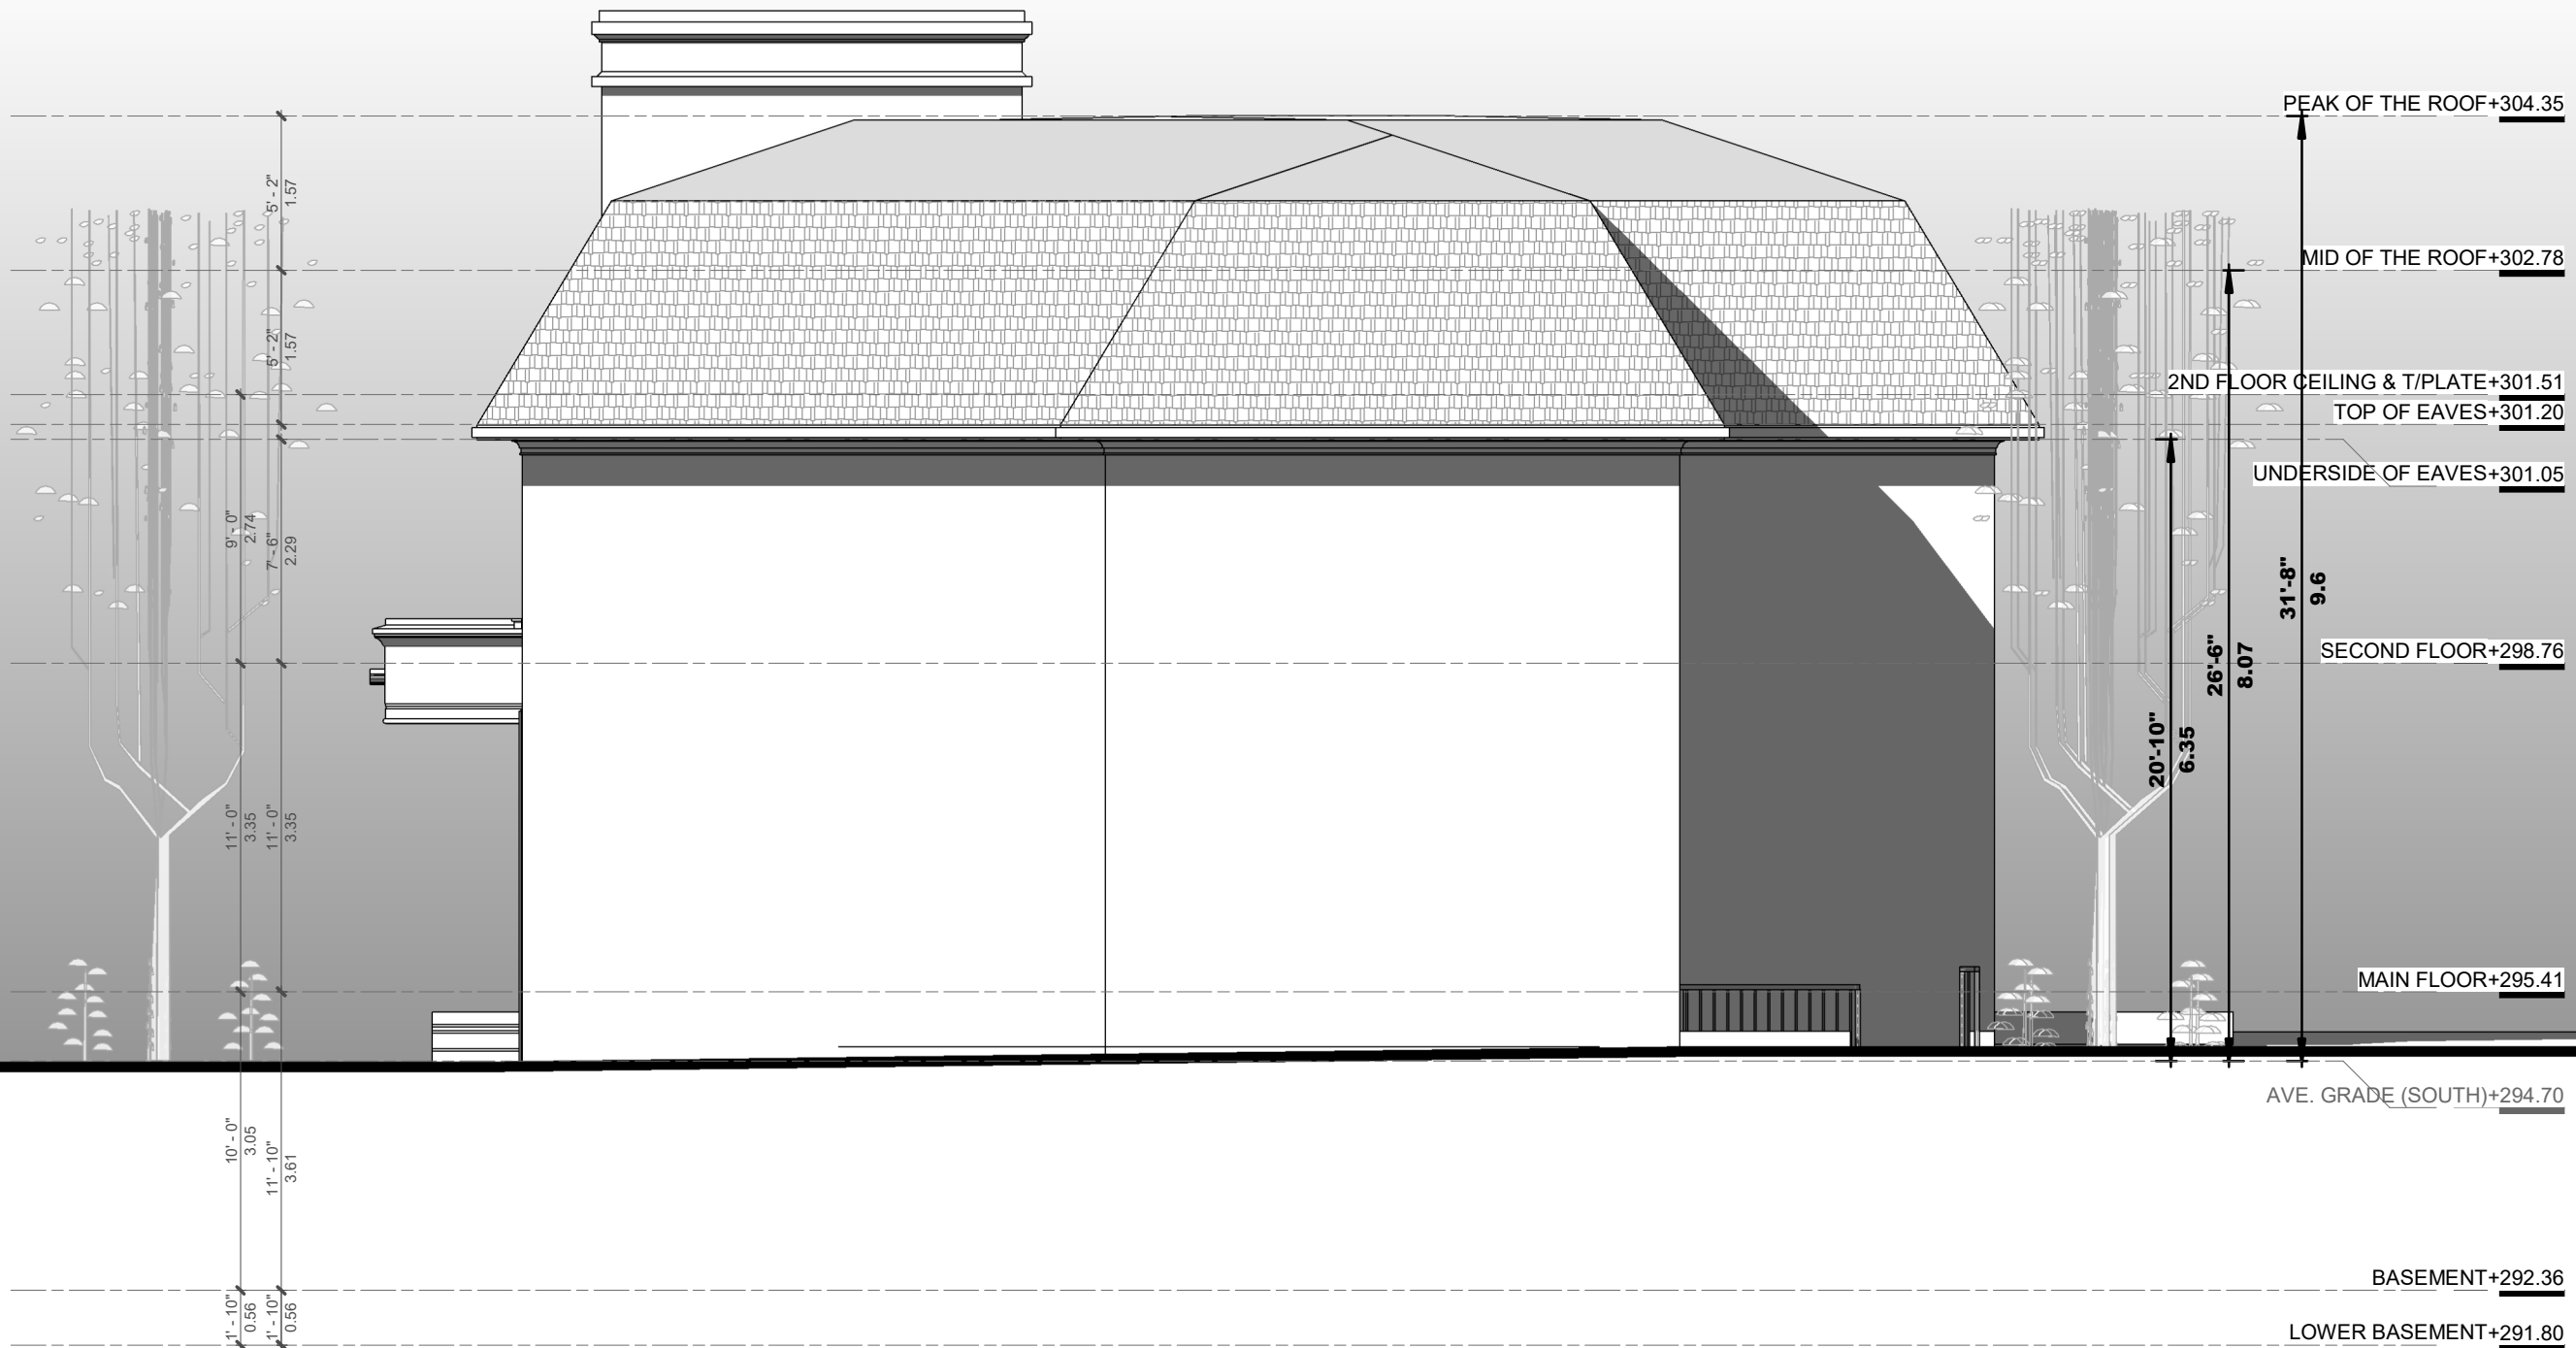 PEAK OF THE ROOF+304.35
MID OF THE ROOF+302.78
2ND FLOOR CEILING & T/PLATE+301.51
TOP OF EAVES+301.20
UNDERSIDE OF EAVES+301.05
SECOND FLOOR+298.76
MAIN FLOOR+295.41
AVE. GRADE (SOUTH)+294.70
BASEMENT+292.36
LOWER BASEMENT+291.80
5' - 2"
1.57
5' - 2"
1.57
9' - 0"
2.74
7' - 6"
2.29
11' - 0"
3.35
11' - 0"
3.35
10' - 0"
3.05
11' - 10"
3.61
1' - 10"
0.56
1' - 10"
0.56
20'-10"
6.35
26'-6"
8.07
31'-8"
9.6